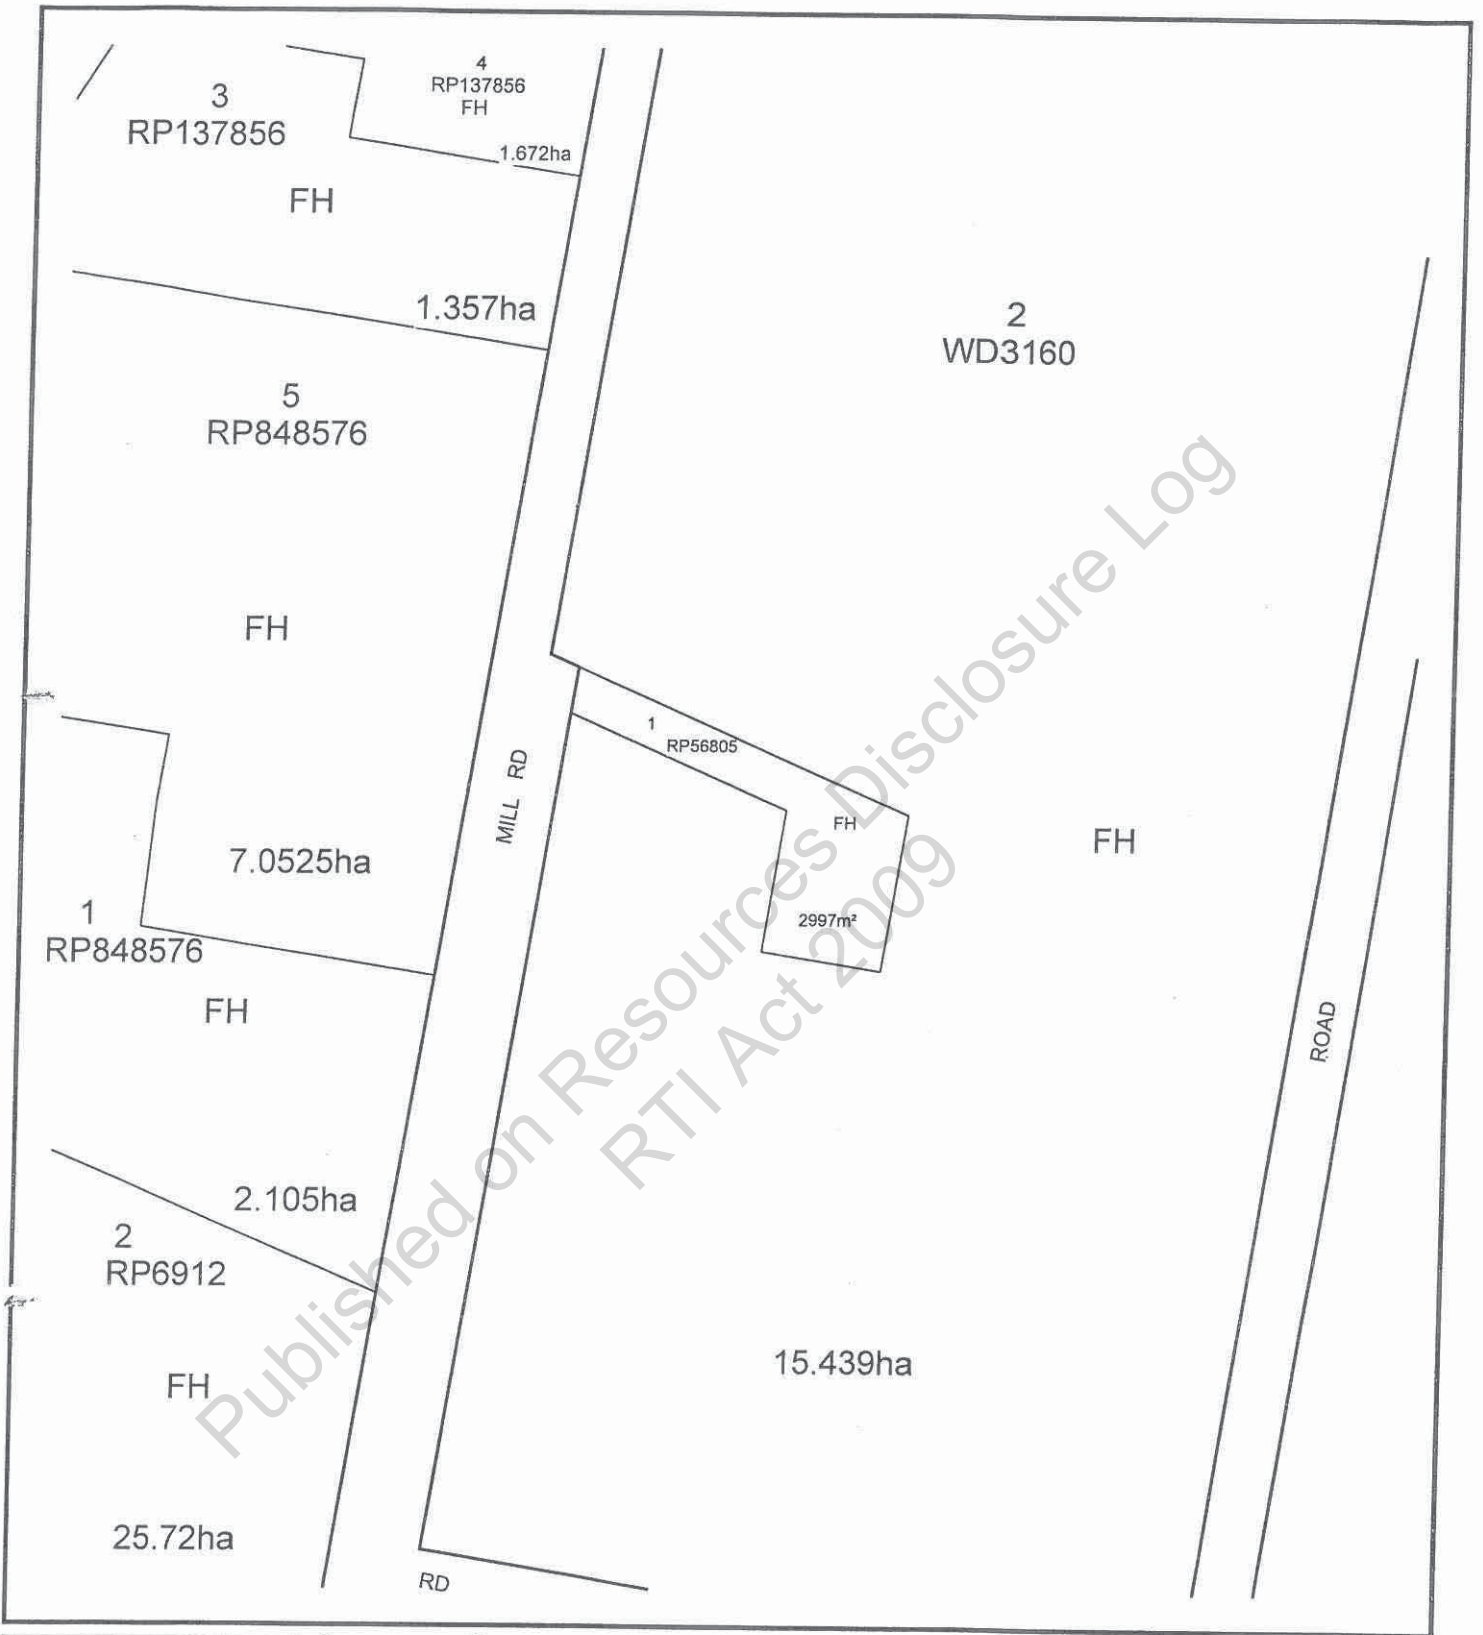 4
RP137856
FH
1.672ha
3
RP137856
FH
1.357ha
2
WD3160
5
RP848576
FH
7.0525ha
MILL RD
1
RP56805
FH
2997m²
FH
1
RP848576
FH
2.105ha
ROAD
2
RP6912
FH
25.72ha
15.439ha
RD
Published on Resources Disclosure Log
RTI Act 2009